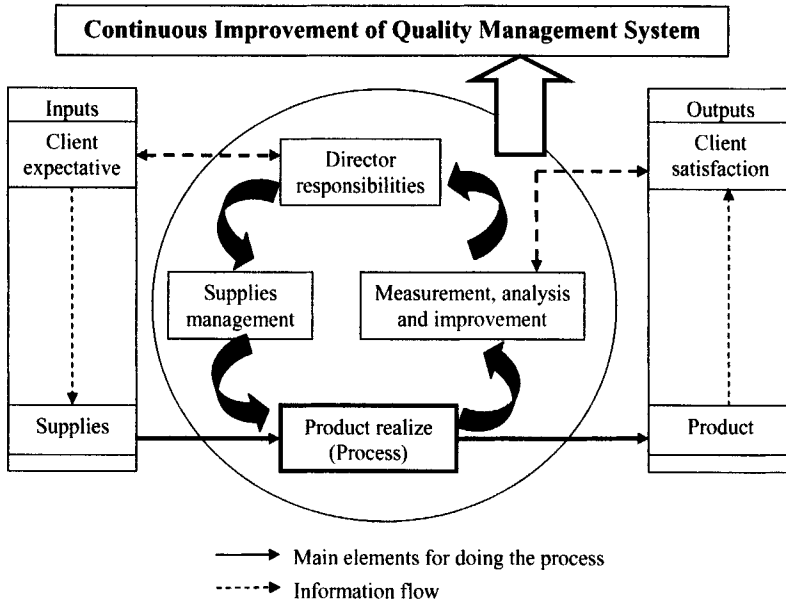 Continuous Improvement of Quality Management System
Inputs
Client
expectative
Supplies
Director
responsibilities
Supplies
management
Measurement, analysis
and improvement
Product realize
(Process)
Outputs
Client
satisfaction
Product
Main elements for doing the process
Information flow